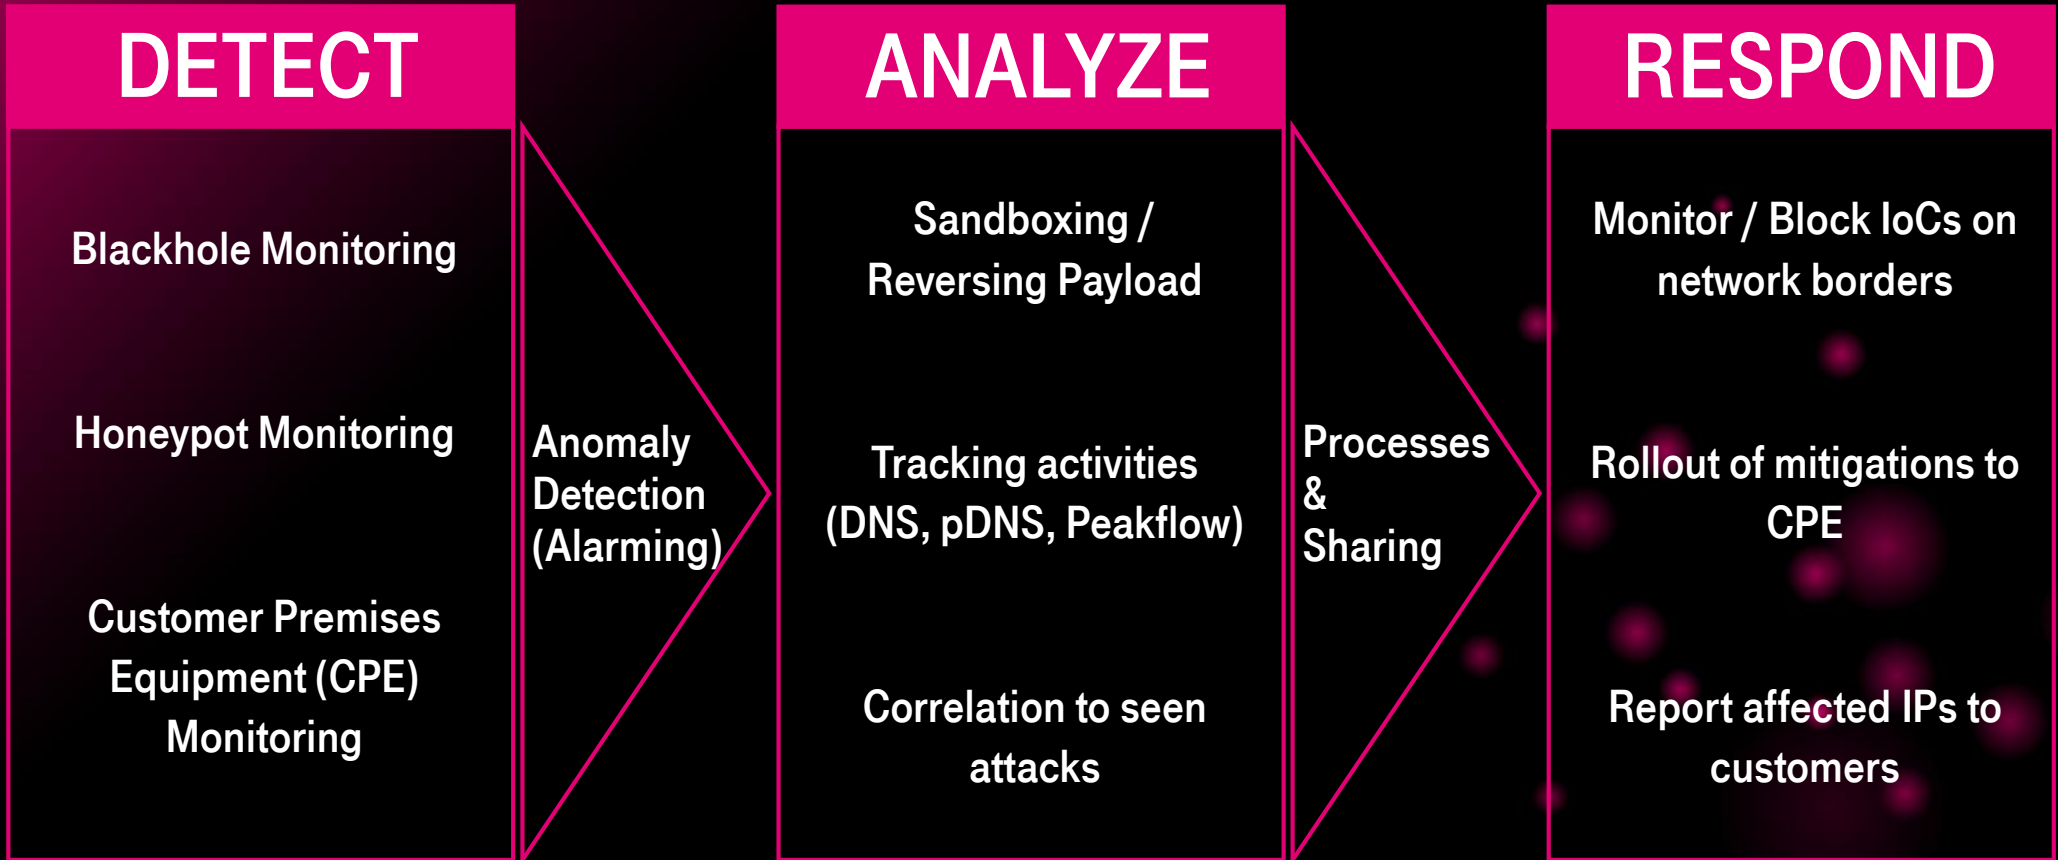 DETECT
Blackhole Monitoring
Honeypot Monitoring
Customer Premises
Equipment (CPE)
Monitoring
Anomaly
Detection
(Alarming)
ANALYZE
Sandboxing /
Reversing Payload
Tracking activities
(DNS, pDNS, Peakflow)
Correlation to seen
attacks
Processes
&
Sharing
RESPOND
Monitor / Block IoCs on
network borders
Rollout of mitigations to
CPE
Report affected IPs to
customers